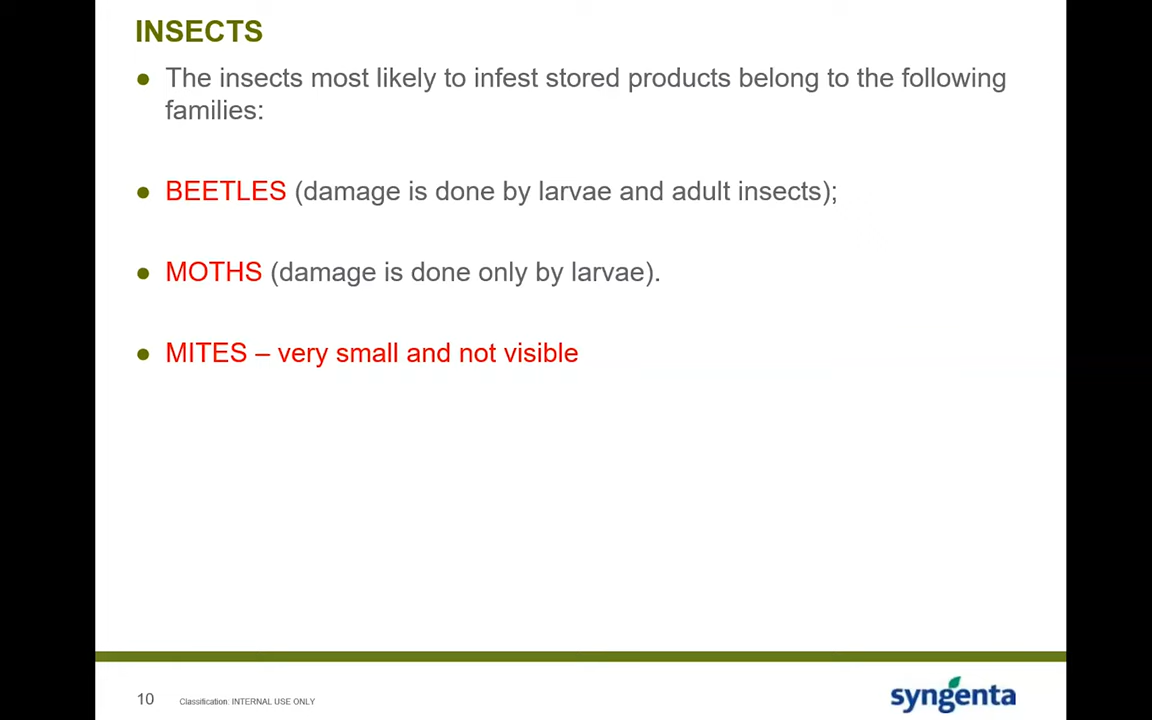 INSECTS
● The insects most likely to infest stored products belong to the following
families:
● BEETLES (damage is done by larvae and adult insects);
● MOTHS (damage is done only by larvae).
● MITES – very small and not visible
10 Classification: INTERNAL USE ONLY
syngenta